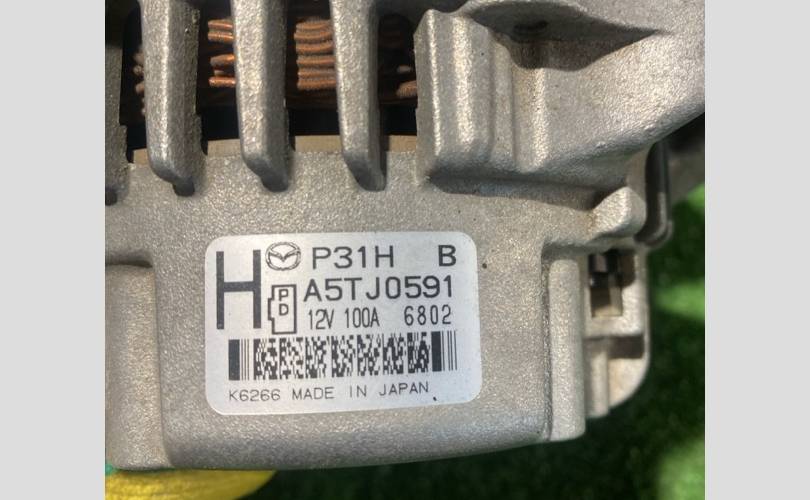 H P31H B
P D A5TJ0591
12V 100A 6802
K6266 MADE IN JAPAN